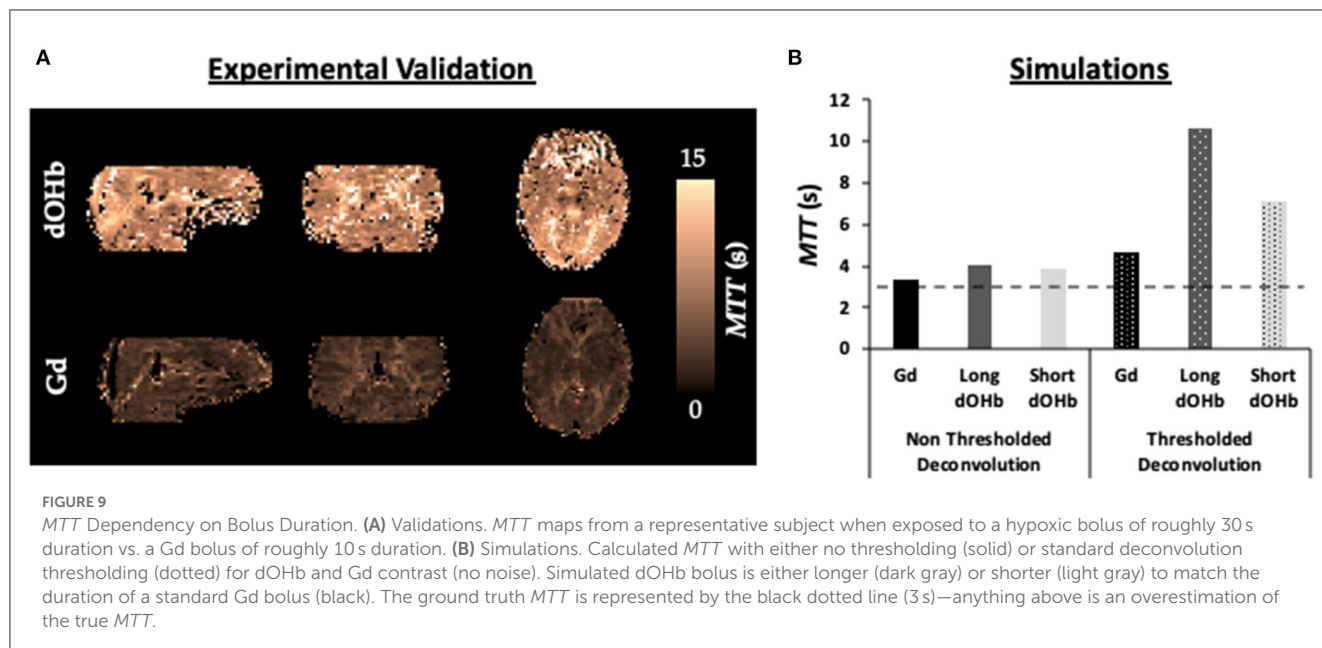 A
Experimental Validation
dOHb
Gd
15
MTT (s)
0
B
Simulations
12
10
8
6
4
2
0
MTT (s)
Gd
Long dOHb
Short dOHb
Gd
Long dOHb
Short dOHb
Non Thresholded Deconvolution
Thresholded Deconvolution
FIGURE 9
MTT Dependency on Bolus Duration. (A) Validations. MTT maps from a representative subject when exposed to a hypoxic bolus of roughly 30 s
duration vs. a Gd bolus of roughly 10 s duration. (B) Simulations. Calculated MTT with either no thresholding (solid) or standard deconvolution
thresholding (dotted) for dOHb and Gd contrast (no noise). Simulated dOHb bolus is either longer (dark gray) or shorter (light gray) to match the
duration of a standard Gd bolus (black). The ground truth MTT is represented by the black dotted line (3 s)—anything above is an overestimation of
the true MTT.